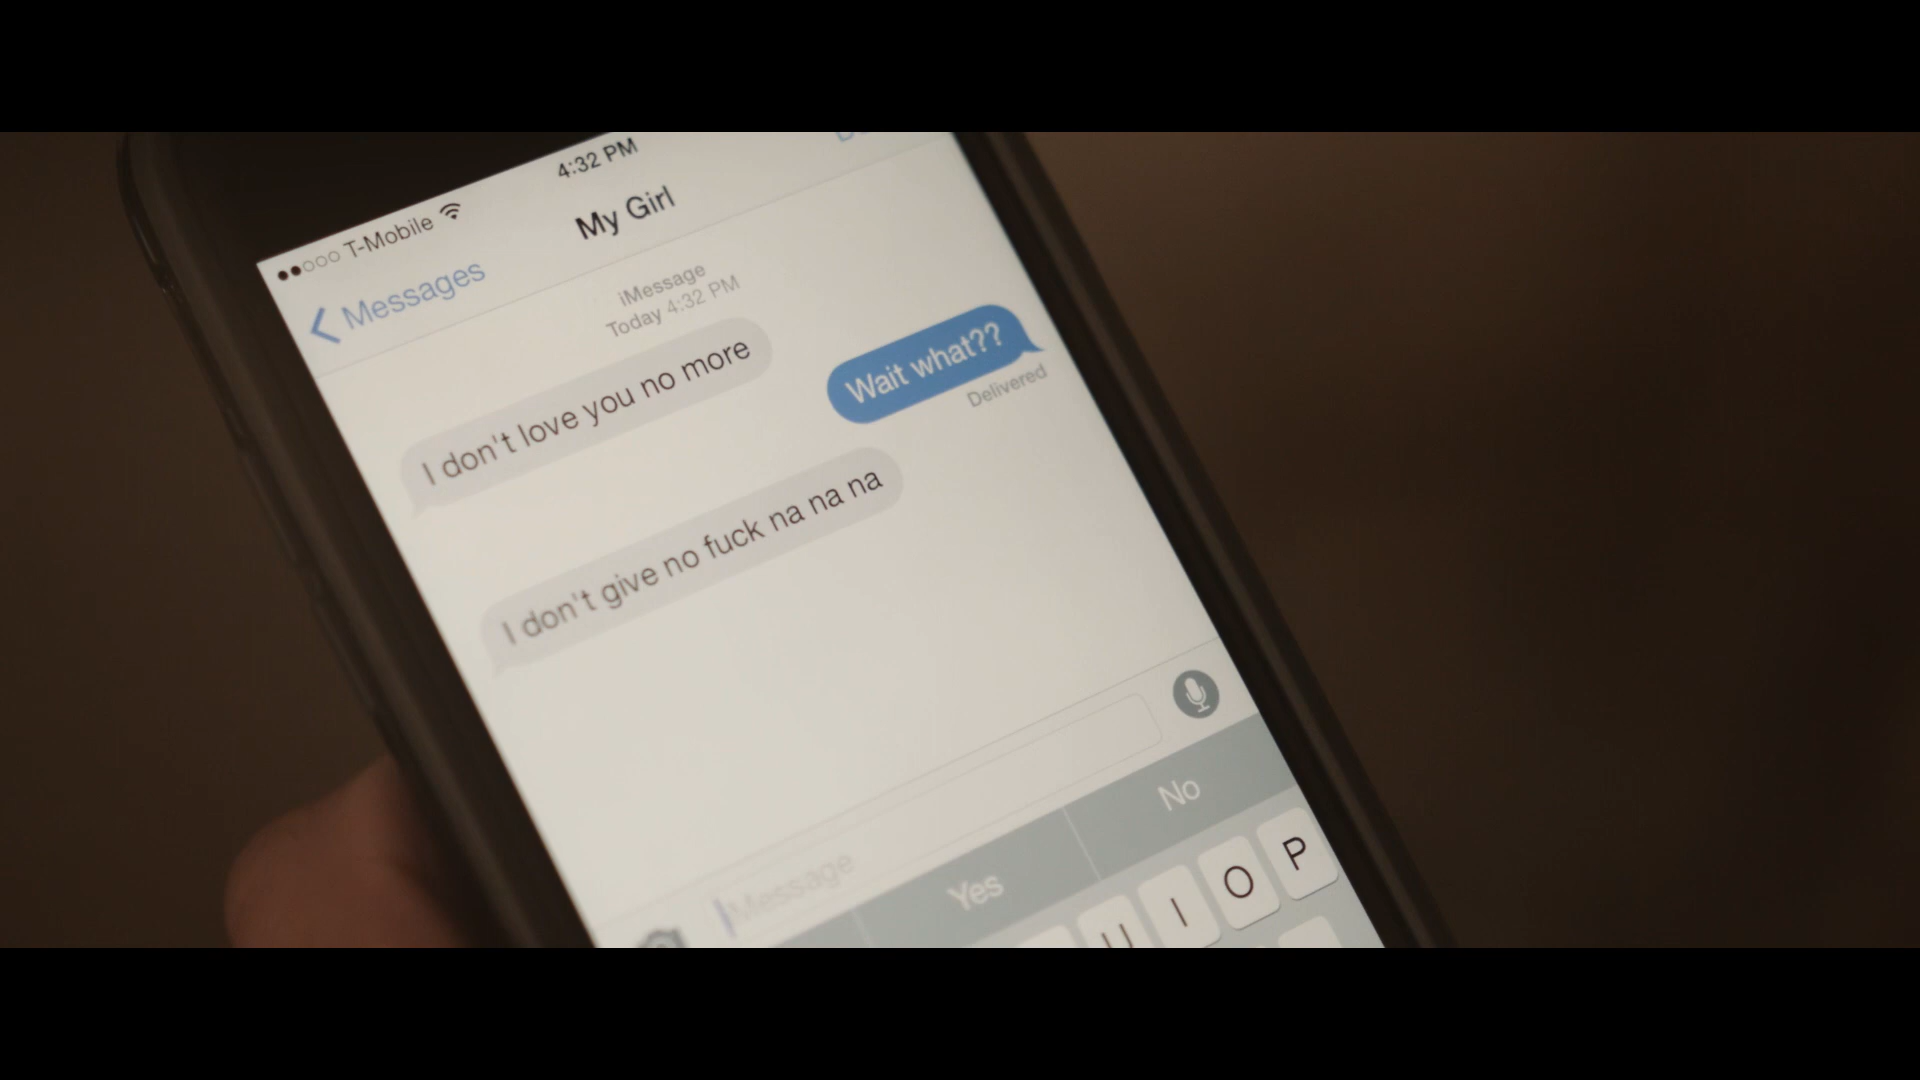 4:32 PM
T-Mobile
Messages
My Girl
iMessage
Today 4:32 PM
I don't love you no more
Wait what??
Delivered
I don't give no fuck na na na
Message
Yes
No
U I O P